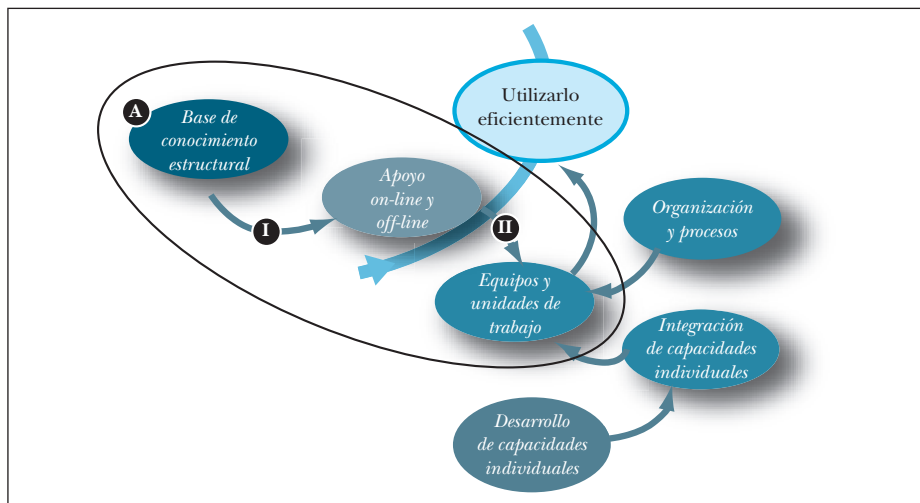 Utilizarlo
eficientemente
A
Base de
conocimiento
estructural
Apoyo
on-line y
off-line
I
II
Organización
y procesos
Equipos y
unidades de
trabajo
Integración
de capacidades
individuales
Desarrollo
de capacidades
individuales